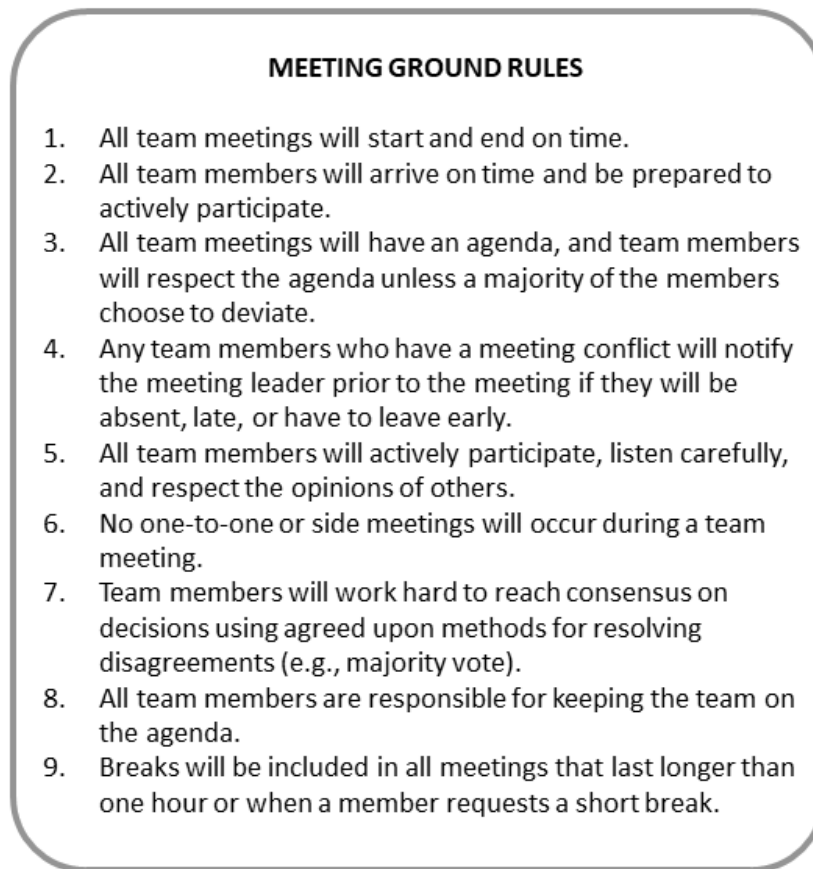 MEETING GROUND RULES
1. All team meetings will start and end on time.
2. All team members will arrive on time and be prepared to
actively participate.
3. All team meetings will have an agenda, and team members
will respect the agenda unless a majority of the members
choose to deviate.
4. Any team members who have a meeting conflict will notify
the meeting leader prior to the meeting if they will be
absent, late, or have to leave early.
5. All team members will actively participate, listen carefully,
and respect the opinions of others.
6. No one-to-one or side meetings will occur during a team
meeting.
7. Team members will work hard to reach consensus on
decisions using agreed upon methods for resolving
disagreements (e.g., majority vote).
8. All team members are responsible for keeping the team on
the agenda.
9. Breaks will be included in all meetings that last longer than
one hour or when a member requests a short break.